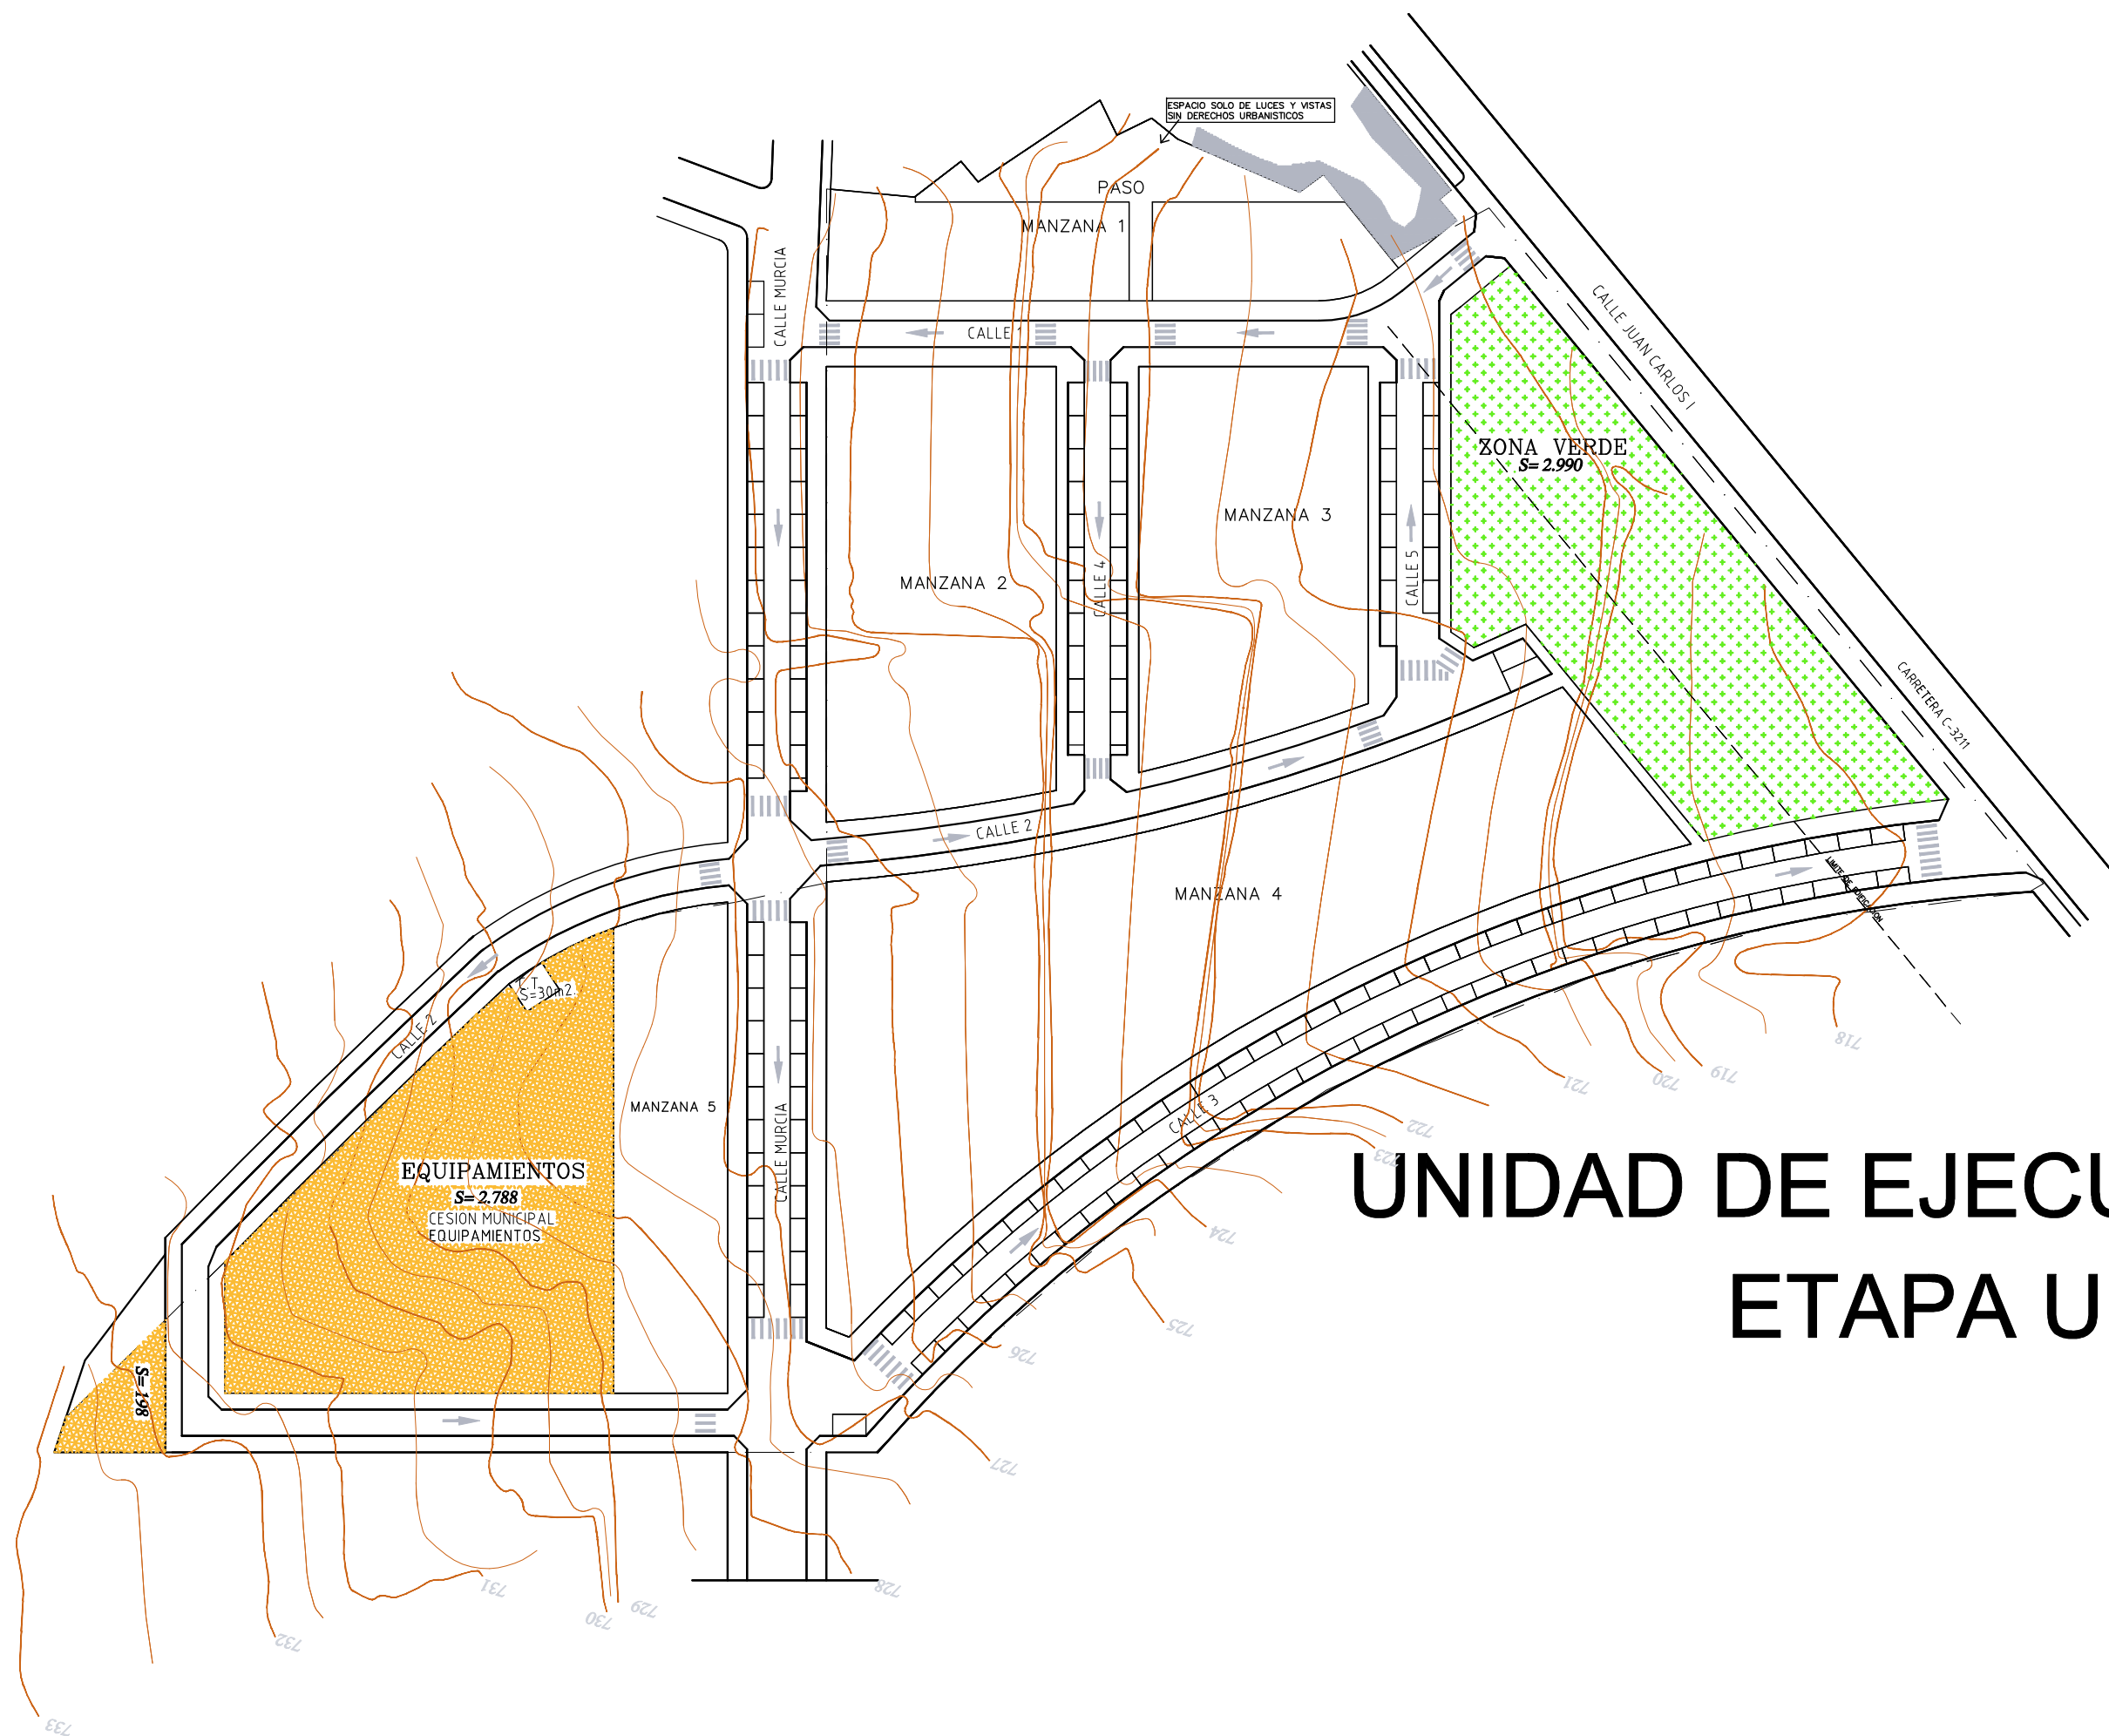 ESPACIO SOLO DE LUCES Y VISTAS
SIN DERECHOS URBANISTICOS
PASO
MANZANA 1
CALLE MURCIA
CALLE 1
CALLE JUAN CARLOS I
ZONA VERDE
S= 2.990
MANZANA 3
MANZANA 2
CALLE 4
CALLE 5
CARRETERA C-3211
CALLE 2
MANZANA 4
LIMITE DE EDIFICACION
C.T.
S=30m2.
CALLE 2
MANZANA 5
CALLE MURCIA
CALLE 3
EQUIPAMIENTOS
S= 2.788
CESION MUNICIPAL
EQUIPAMIENTOS
S= 198
UNIDAD DE EJECU
ETAPA U
718
719
720
721
722
723
724
725
726
727
728
729
730
731
732
733